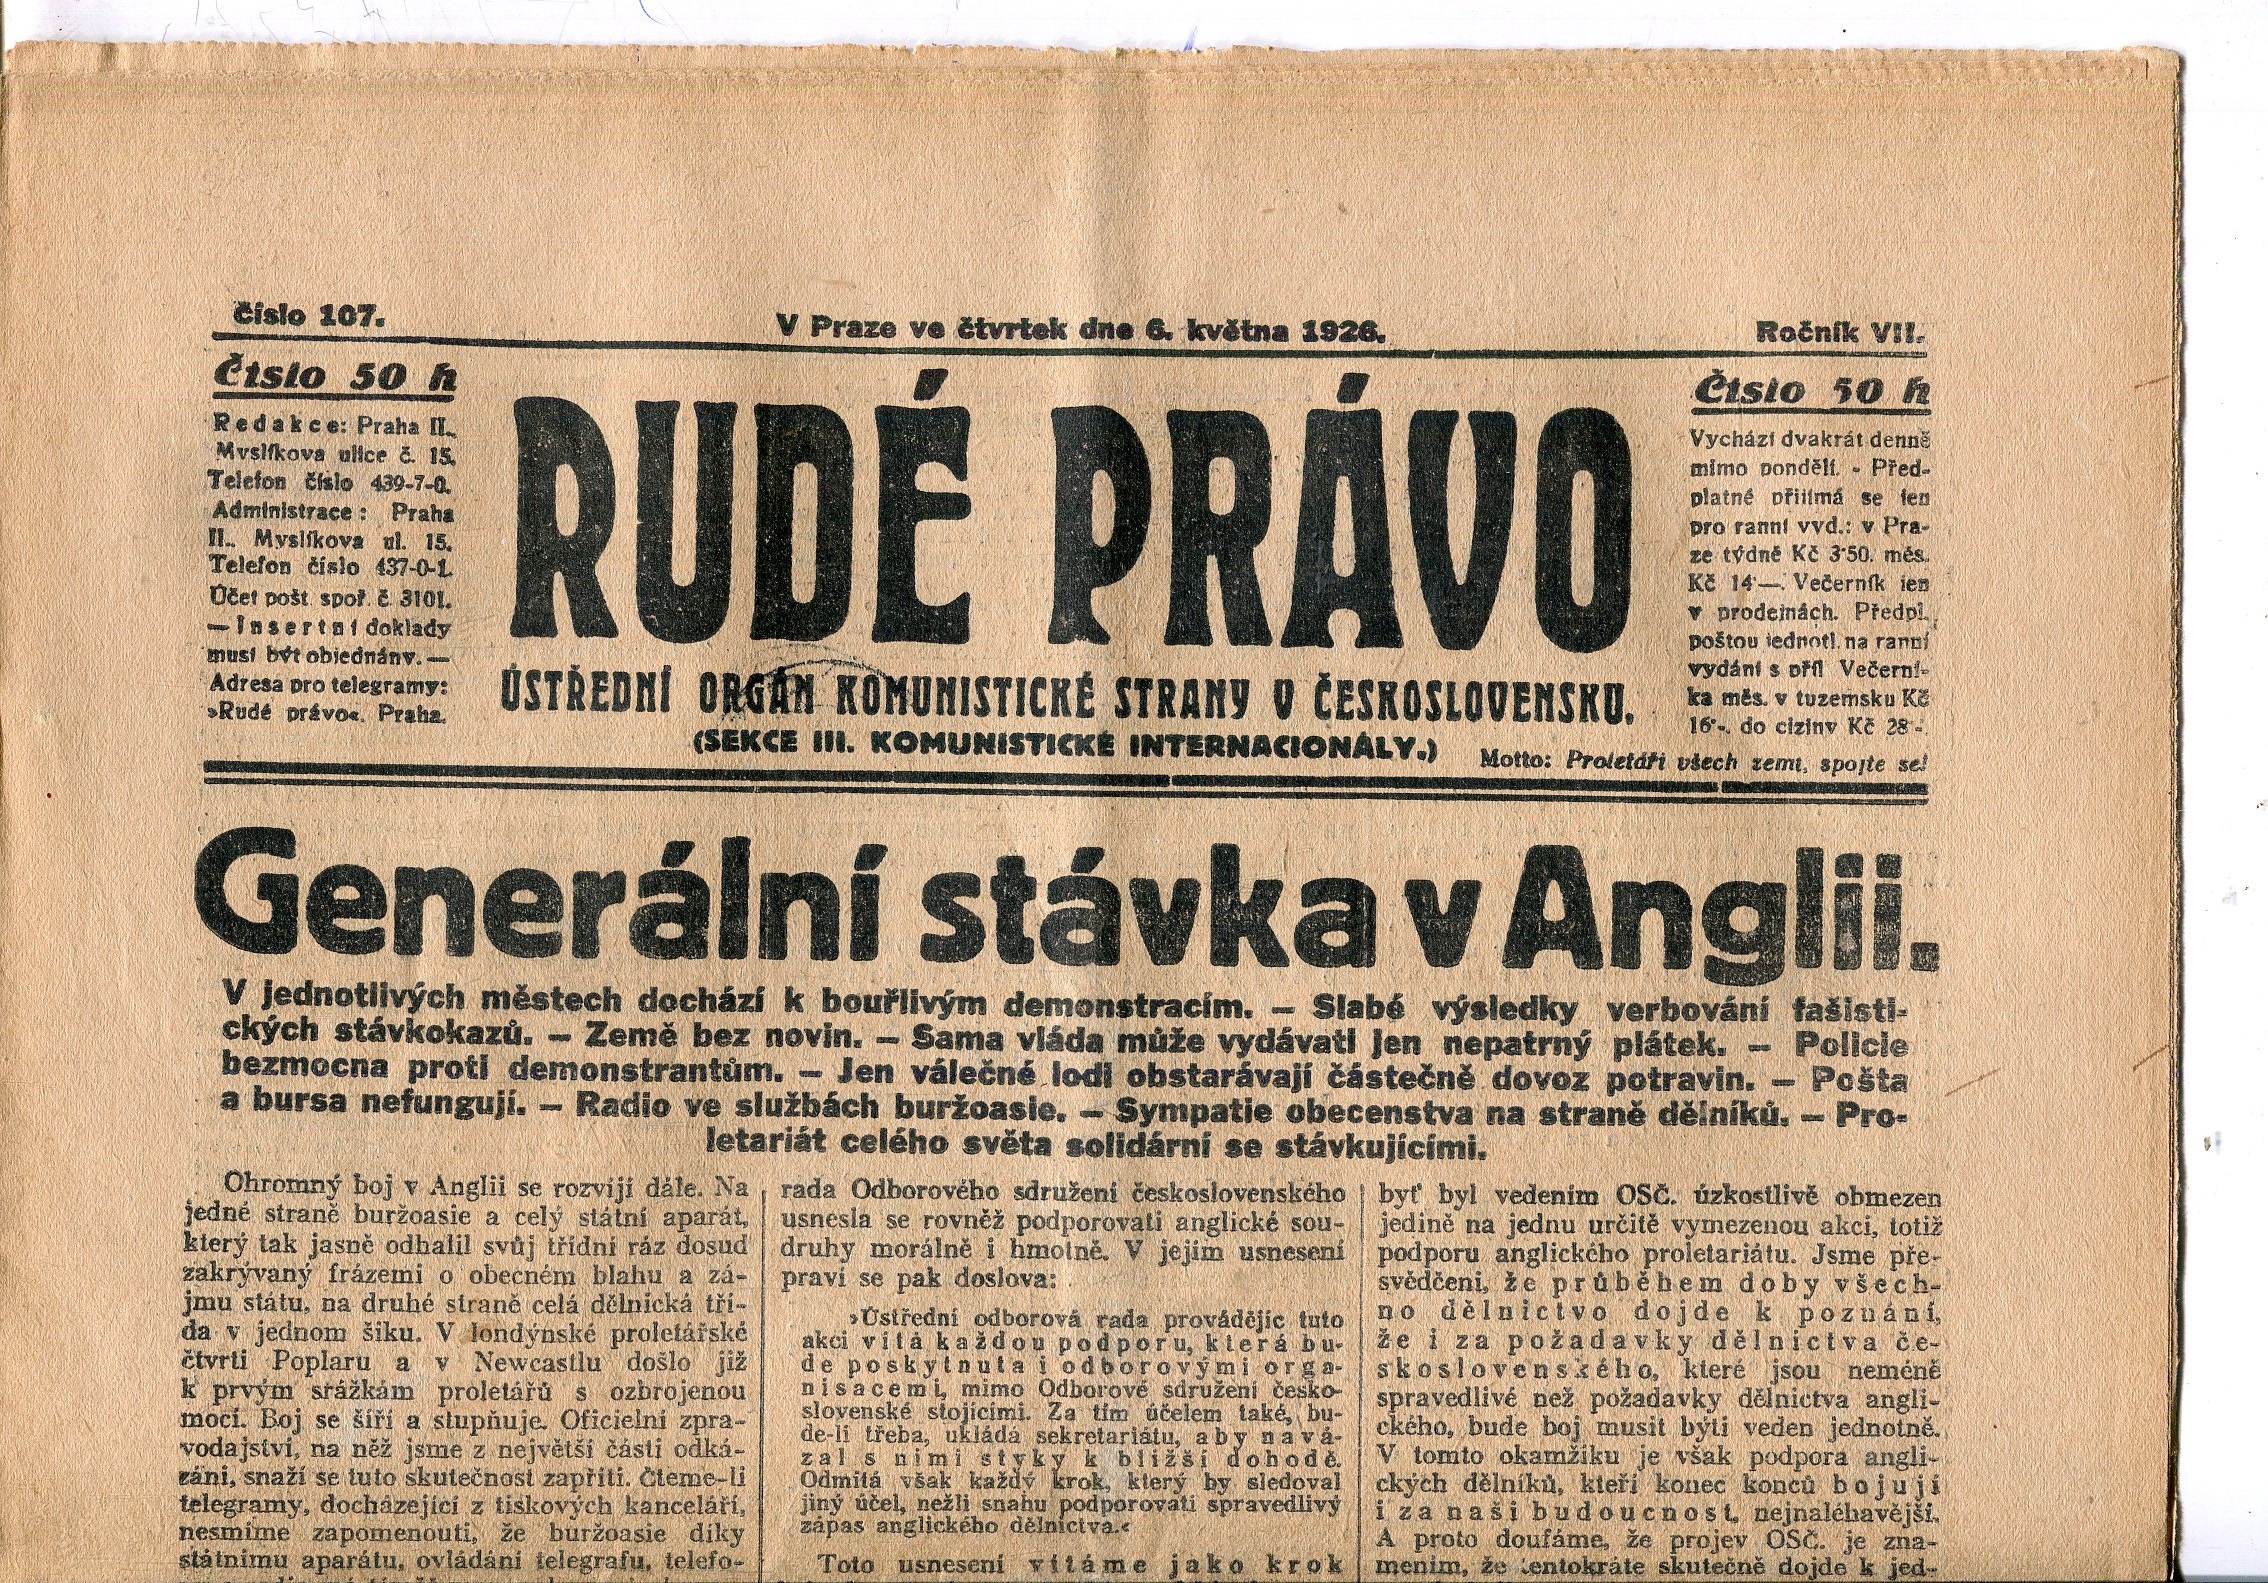 Číslo 107.
V Praze ve čtvrtek dne 6. května 1926.
Ročník VII.
Číslo 50 h
Redakce: Praha II.,
Myslíkova ulice č. 15.
Telefon číslo 439-7-0.
Administrace: Praha
II., Myslíkova ul. 15.
Telefon číslo 437-0-1.
Účet pošt. spoř. č. 3101.
— Insertní doklady
musí být objednány. —
Adresa pro telegramy:
»Rudé právo«, Praha.
RUDÉ PRÁVO
ÚSTŘEDNÍ ORGÁN KOMUNISTICKÉ STRANY V ČESKOSLOVENSKU.
(SEKCE III. KOMUNISTICKÉ INTERNACIONÁLY.)
Motto: Proletáři všech zemí, spojte se!
Číslo 50 h
Vychází dvakrát denně
mimo pondělí. - Před-
platné přijímá se jen
pro ranní vyd.: v Pra-
ze týdně Kč 3·50. měs.
Kč 14·—. Večerník jen
v prodejnách. Předpl.
poštou jednotl. na ranní
vydání s příl Večerní-
ka měs. v tuzemsku Kč
16·-. do ciziny Kč 28·-.
Generální stávka v Anglii.
V jednotlivých městech dochází k bouřlivým demonstracím. — Slabé výsledky verbování fašisti-
ckých stávkokazů. — Země bez novin. — Sama vláda může vydávati jen nepatrný plátek. — Policie
bezmocna proti demonstrantům. — Jen válečné lodi obstarávají částečně dovoz potravin. — Pošta
a bursa nefungují. — Radio ve službách buržoasie. — Sympatie obecenstva na straně dělníků. — Pro-
letariát celého světa solidární se stávkujícími.
Ohromný boj v Anglii se rozvíjí dále. Na
jedné straně buržoasie a celý státní aparát,
který tak jasně odhalil svůj třídní ráz dosud
zakrývaný frázemi o obecném blahu a zá-
jmu státu, na druhé straně celá dělnická tří-
da v jednom šiku. V londýnské proletářské
čtvrti Poplaru a v Newcastlu došlo již
k prvým srážkám proletářů s ozbrojenou
mocí. Boj se šíří a stupňuje. Oficielní zpra-
vodajství, na něž jsme z největší části odká-
záni, snaží se tuto skutečnost zapříti. Čteme-li
telegramy, docházející z tiskových kanceláří,
nesmíme zapomenouti, že buržoasie díky
státnímu aparátu, ovládání telegrafu, telefo-
rada Odborového sdružení československého
usnesla se rovněž podporovati anglické sou-
druhy morálně i hmotně. V jejím usnesení
praví se pak doslova:
»Ústřední odborová rada provádějíc tuto
akci vítá každou podporu, která bu-
de poskytnuta i odborovými orga-
nisacemi, mimo Odborové sdružení česko-
slovenské stojícími. Za tím účelem také, bu-
de-li třeba, ukládá sekretariátu, aby navá-
zal s nimi styky k bližší dohodě.
Odmítá však každý krok, který by sledoval
jiný účel, nežli snahu podporovati spravedlivý
zápas anglického dělnictva.«
Toto usnesení vítáme jako krok
byť byl vedením OSČ. úzkostlivě obmezen
jedině na jednu určitě vymezenou akci, totiž
podporu anglického proletariátu. Jsme pře-
svědčeni, že průběhem doby všech-
no dělnictvo dojde k poznání,
že i za požadavky dělnictva če-
skoslovenského, které jsou neméně
spravedlivé než požadavky dělnictva angli-
ckého, bude boj musit býti veden jednotně.
V tomto okamžiku je však podpora angli-
ckých dělníků, kteří konec konců bojují
i za naši budoucnost, nejnaléhavější.
A proto doufáme, že projev OSČ. je zna-
mením, že tentokráte skutečně dojde k jed-